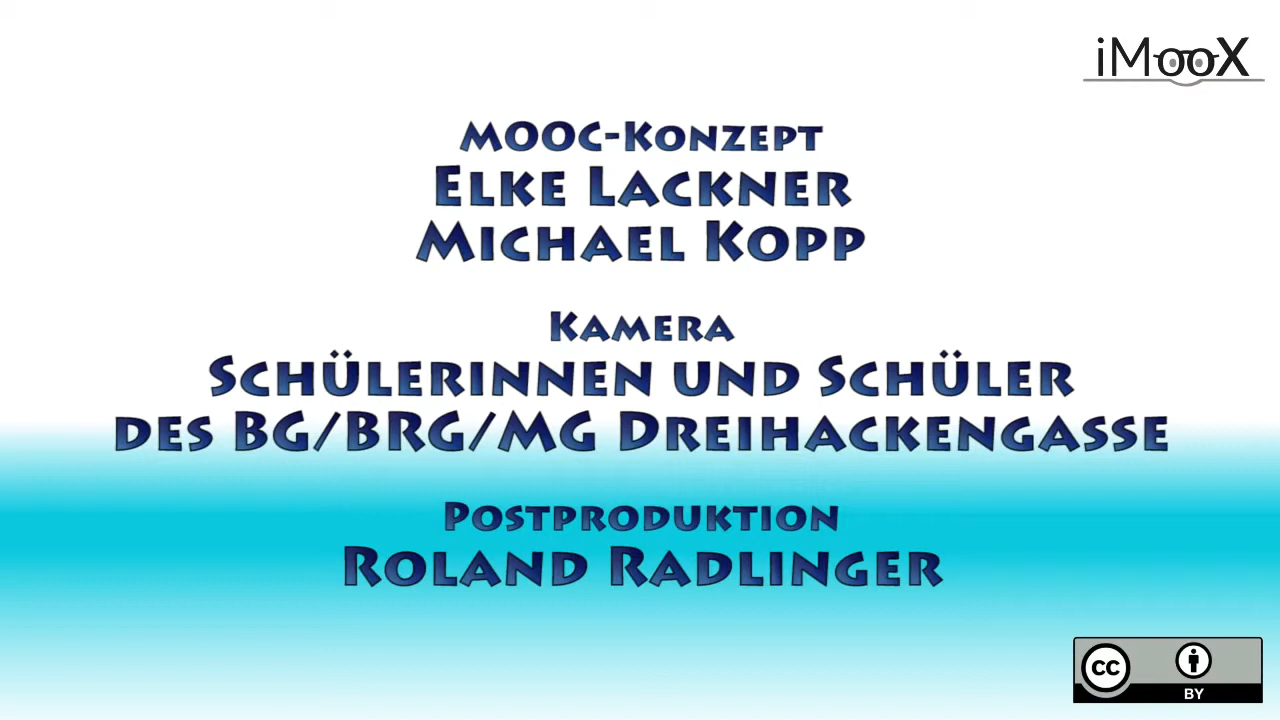 iMooX
MOOC-Konzept
Elke Lackner
Michael Kopp
Kamera
Schülerinnen und Schüler
des BG/BRG/MG Dreihackengasse
Postproduktion
Roland Radlinger
cc
BY